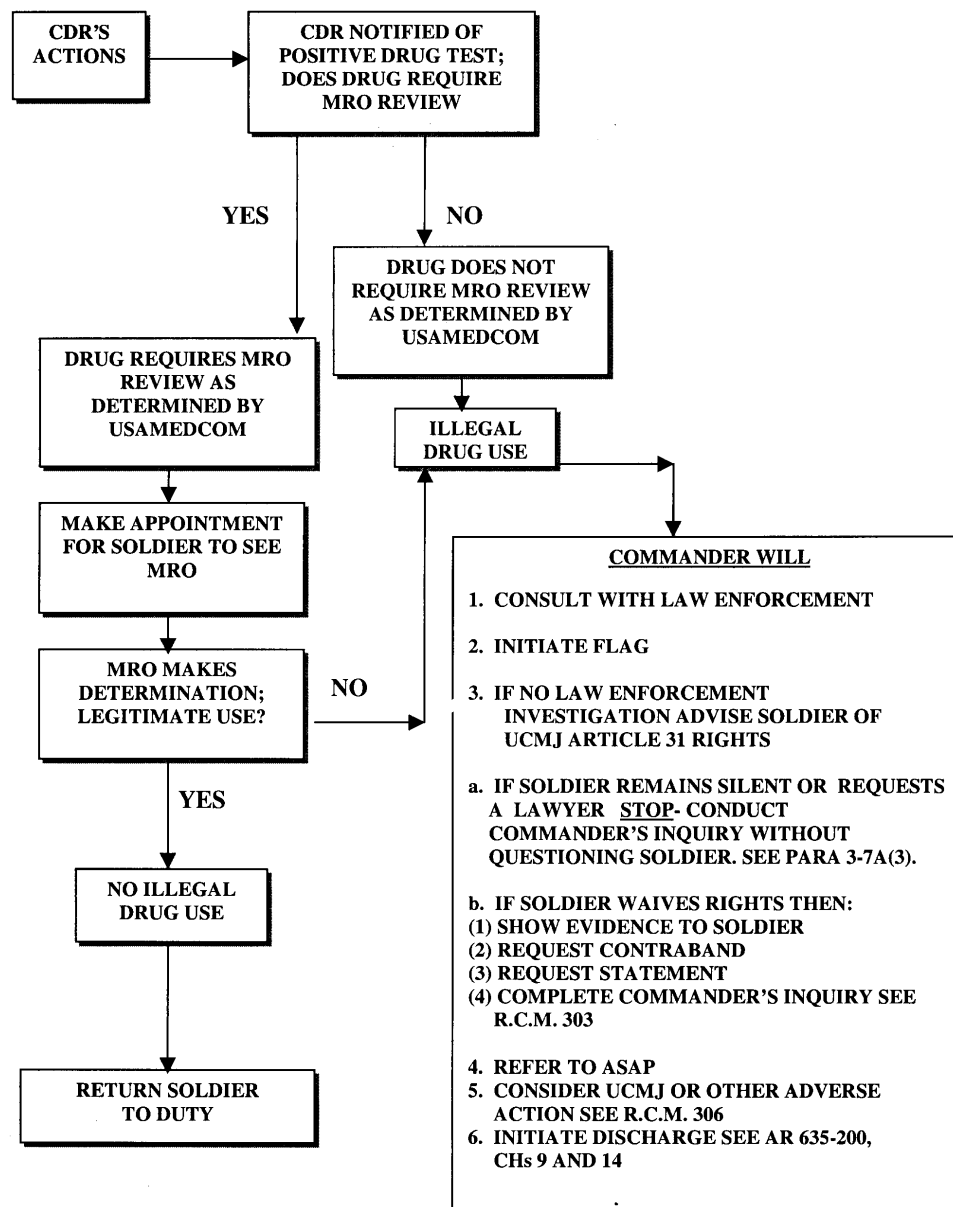 CDR'S
ACTIONS
CDR NOTIFIED OF
POSITIVE DRUG TEST;
DOES DRUG REQUIRE
MRO REVIEW
YES
NO
DRUG DOES NOT
REQUIRE MRO REVIEW
AS DETERMINED BY
USAMEDCOM
DRUG REQUIRES MRO
REVIEW AS
DETERMINED BY
USAMEDCOM
ILLEGAL
DRUG USE
MAKE APPOINTMENT
FOR SOLDIER TO SEE
MRO
MRO MAKES
DETERMINATION;
LEGITIMATE USE?
NO
YES
NO ILLEGAL
DRUG USE
RETURN SOLDIER
TO DUTY
COMMANDER WILL
1. CONSULT WITH LAW ENFORCEMENT
2. INITIATE FLAG
3. IF NO LAW ENFORCEMENT
INVESTIGATION ADVISE SOLDIER OF
UCMJ ARTICLE 31 RIGHTS
a. IF SOLDIER REMAINS SILENT OR REQUESTS
A LAWYER STOP- CONDUCT
COMMANDER'S INQUIRY WITHOUT
QUESTIONING SOLDIER. SEE PARA 3-7A(3).
b. IF SOLDIER WAIVES RIGHTS THEN:
(1) SHOW EVIDENCE TO SOLDIER
(2) REQUEST CONTRABAND
(3) REQUEST STATEMENT
(4) COMPLETE COMMANDER'S INQUIRY SEE
R.C.M. 303
4. REFER TO ASAP
5. CONSIDER UCMJ OR OTHER ADVERSE
ACTION SEE R.C.M. 306
6. INITIATE DISCHARGE SEE AR 635-200,
CHs 9 AND 14